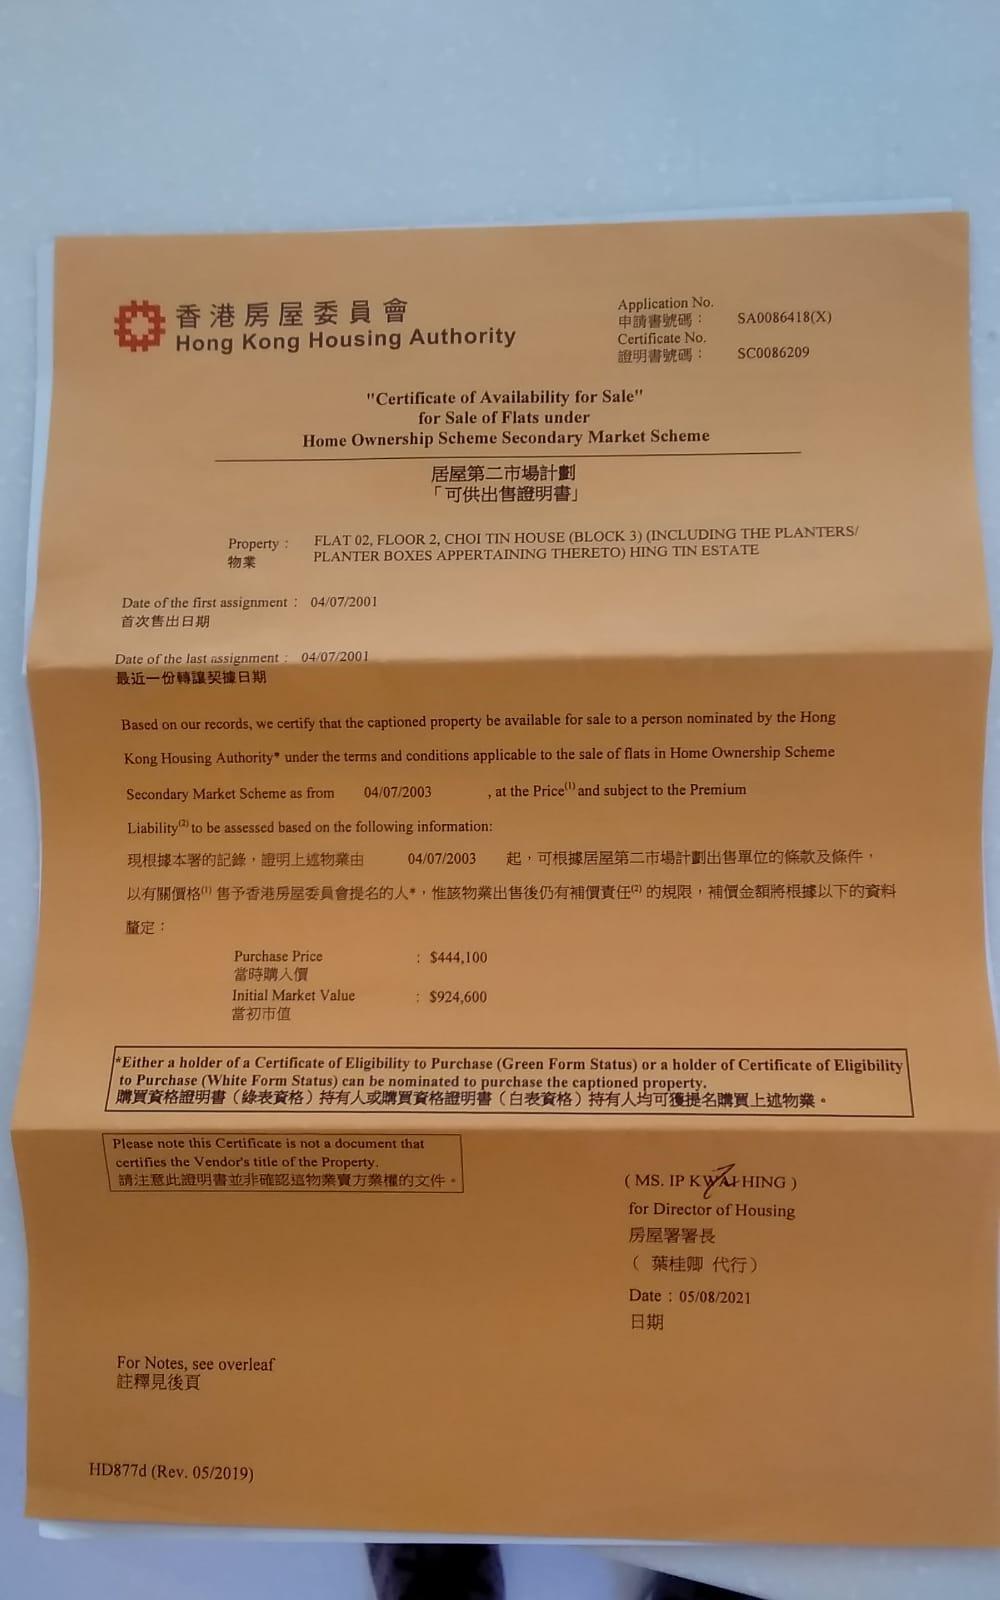 香港房屋委員會
Hong Kong Housing Authority
Application No.
申請書號碼： SA0086418(X)
Certificate No.
證明書號碼： SC0086209
"Certificate of Availability for Sale"
for Sale of Flats under
Home Ownership Scheme Secondary Market Scheme
居屋第二市場計劃
「可供出售證明書」
Property : FLAT 02, FLOOR 2, CHOI TIN HOUSE (BLOCK 3) (INCLUDING THE PLANTERS/
物業 PLANTER BOXES APPERTAINING THERETO) HING TIN ESTATE
Date of the first assignment : 04/07/2001
首次售出日期
Date of the last assignment : 04/07/2001
最近一份轉讓契據日期
Based on our records, we certify that the captioned property be available for sale to a person nominated by the Hong
Kong Housing Authority* under the terms and conditions applicable to the sale of flats in Home Ownership Scheme
Secondary Market Scheme as from 04/07/2003 , at the Price(1) and subject to the Premium
Liability(2) to be assessed based on the following information:
現根據本署的記錄，證明上述物業由 04/07/2003 起，可根據居屋第二市場計劃出售單位的條款及條件，
以有關價格(1) 售予香港房屋委員會提名的人*，惟該物業出售後仍有補價責任(2) 的規限，補價金額將根據以下的資料
釐定：
Purchase Price : $444,100
當時購入價
Initial Market Value : $924,600
當初市值
*Either a holder of a Certificate of Eligibility to Purchase (Green Form Status) or a holder of Certificate of Eligibility
to Purchase (White Form Status) can be nominated to purchase the captioned property.
購買資格證明書（綠表資格）持有人或購買資格證明書（白表資格）持有人均可獲提名購買上述物業。
Please note this Certificate is not a document that
certifies the Vendor's title of the Property.
請注意此證明書並非確認這物業賣方業權的文件。
( MS. IP KWAI HING )
for Director of Housing
房屋署署長
（ 葉桂卿 代行）
Date : 05/08/2021
日期
For Notes, see overleaf
註釋見後頁
HD877d (Rev. 05/2019)